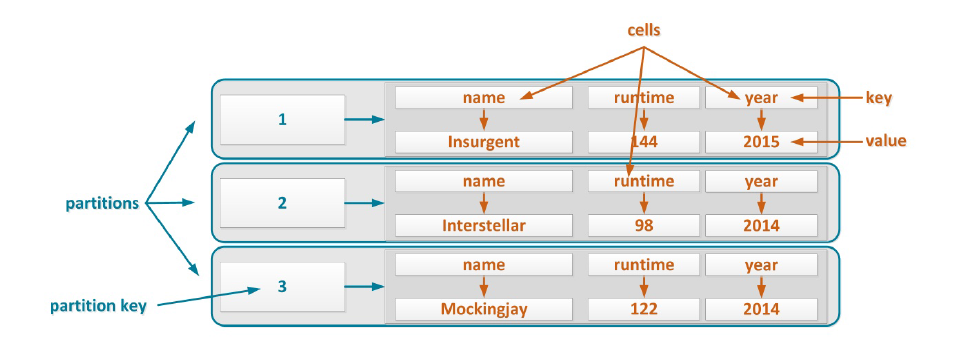 cells
name runtime year key
1
Insurgent 144 2015 value
name runtime year
partitions 2
Interstellar 98 2014
name runtime year
3
partition key
Mockingjay 122 2014